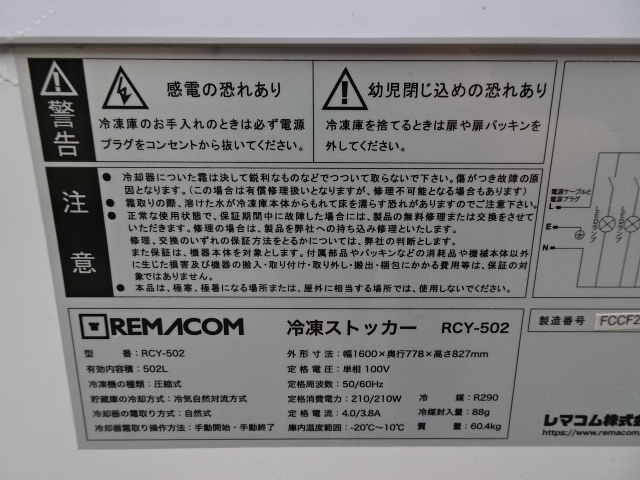 警告
感電の恐れあり
冷凍庫のお手入れのときは必ず電源
プラグをコンセントから抜いてください。
幼児閉じ込めの恐れあり
冷凍庫を捨てるときは扉や扉パッキンを
外してください。
注意
● 冷却器についた霜は決して鋭利なものなどでつついて取らないで下さい。傷がつき故障の原
因となります。(この場合は有償修理扱いとなりますが、修理不可能となる場合もあります)
● 霜取りの際、溶けた水が冷凍庫本体からもれて床を濡らす恐れがありますのでご注意下さい。
● 正常な使用状態で、保証期間中に故障した場合には、製品の無料修理または交換をさせて
いただきます。修理の場合は、製品を弊社への持ち込み修理といたします。
修理、交換のいずれの保証方法をとるかについては、弊社の判断とします。
また保証は、機器本体を対象とします。付属部品やパッキンなどの消耗品や機械本体以外
に生じた損害及び機器の搬入・取り付け・取り外し・搬出・梱包にかかる費用等は、保証の対
象ではありません。
● 本品は、極寒、極暑になる場所または、屋外に相当する場所では、使用しないでください。
電源ケーブルと
電源プラグ
L
E
N
LEDランプ
REMACOM 冷凍ストッカー RCY-502
型番：RCY-502
有効内容積：502L
冷凍機の種類：圧縮式
貯蔵庫の冷却方式：冷気自然対流方式
冷却器の霜取り方式：自然式
冷却器霜取り操作方法：手動開始・手動終了
外形寸法：幅1600×奥行778×高さ827mm
定格電圧：単相 100V
定格周波数：50/60Hz
定格消費電力：210/210W 冷媒：R290
定格電流：4.0/3.8A 冷媒封入量：88g
庫内温度範囲：-20℃~10℃ 質量：60.4kg
製造番号 FCCF2
レマコム株式
https://www.remacom